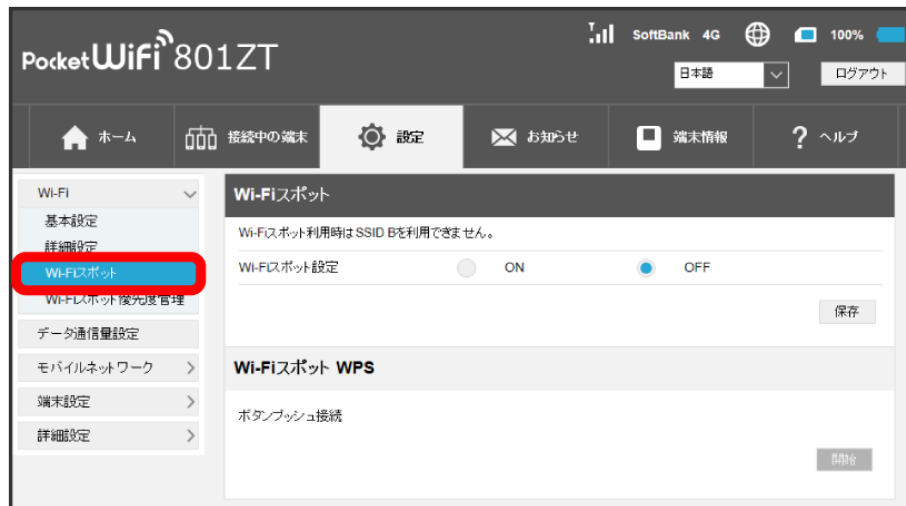 Pocket WiFi 801ZT
SoftBank 4G 100%
日本語 ログアウト
ホーム 接続中の端末 設定 お知らせ 端末情報 ? ヘルプ
Wi-Fi
基本設定
詳細設定
Wi-Fiスポット
Wi-Fiスポット優先度管理
データ通信量設定
モバイルネットワーク
端末設定
詳細設定
Wi-Fiスポット
Wi-Fiスポット利用時は SSID Bを利用できません。
Wi-Fiスポット設定 ON OFF
保存
Wi-Fiスポット WPS
ボタンプッシュ接続
開始